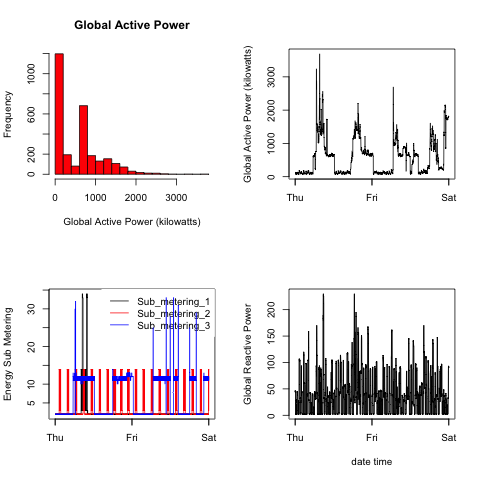 Global Active Power
Frequency
0 200 600 1000
0 1000 2000 3000
Global Active Power (kilowatts)
Global Active Power (kilowatts)
0 1000 2000 3000
Thu Fri Sat
Energy Sub Metering
5 10 20 30
Sub_metering_1
Sub_metering_2
Sub_metering_3
Thu Fri Sat
Global Reactive Power
0 50 100 150 200
Thu Fri Sat
date time